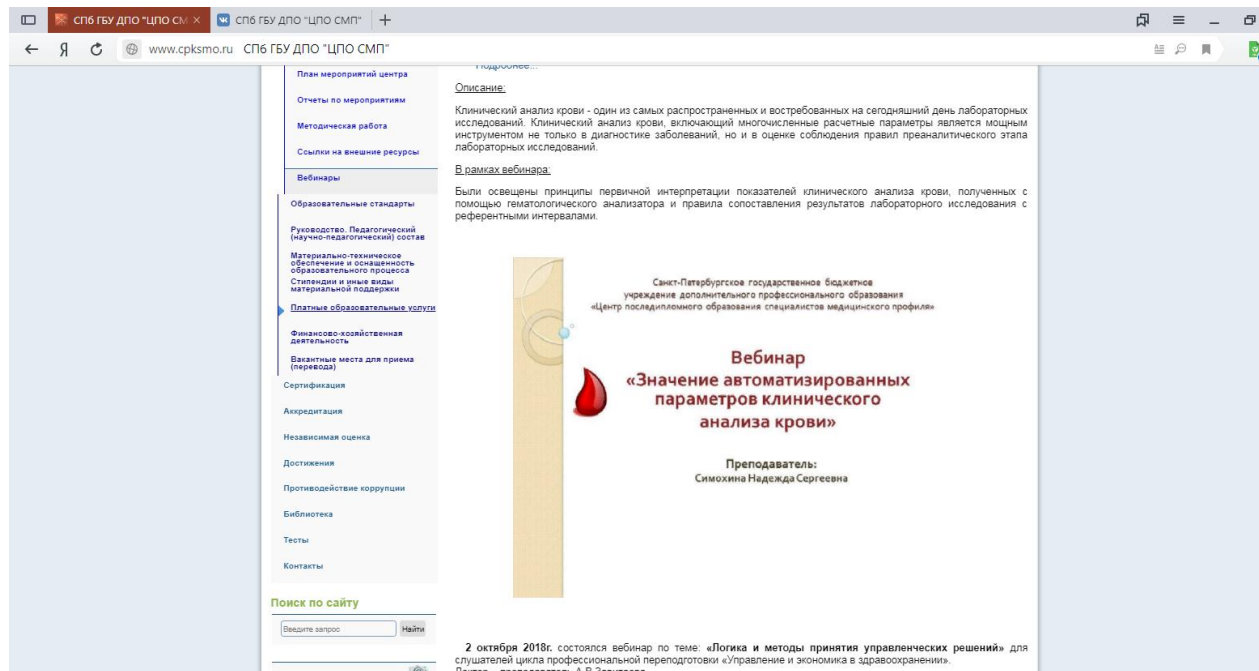 СПб ГБУ ДПО "ЦПО СМ
СПб ГБУ ДПО "ЦПО СМП"
www.cpksmo.ru СПб ГБУ ДПО "ЦПО СМП"
План мероприятий центра
Отчеты по мероприятиям
Методическая работа
Ссылки на внешние ресурсы
Вебинары
Образовательные стандарты
Руководство. Педагогический
(научно-педагогический) состав
Материально-техническое
обеспечение и оснащенность
образовательного процесса
Стипендии и иные виды
материальной поддержки
Платные образовательные услуги
Финансово-хозяйственная
деятельность
Вакантные места для приема
(перевода)
Сертификация
Аккредитация
Независимая оценка
Достижения
Противодействие коррупции
Библиотека
Тесты
Контакты
Поиск по сайту
Введите запрос
Найти
Подробнее...
Описание:
Клинический анализ крови - один из самых распространенных и востребованных на сегодняшний день лабораторных
исследований. Клинический анализ крови, включающий многочисленные расчетные параметры является мощным
инструментом не только в диагностике заболеваний, но и в оценке соблюдения правил преаналитического этапа
лабораторных исследований.
В рамках вебинара:
Были освещены принципы первичной интерпретации показателей клинического анализа крови, полученных с
помощью гематологического анализатора и правила сопоставления результатов лабораторного исследования с
референтными интервалами.
Санкт-Петербургское государственное бюджетное
учреждение дополнительного профессионального образования
«Центр последипломного образования специалистов медицинского профиля»
Вебинар
«Значение автоматизированных
параметров клинического
анализа крови»
Преподаватель:
Симохина Надежда Сергеевна
2 октября 2018г. состоялся вебинар по теме: «Логика и методы принятия управленческих решений» для
слушателей цикла профессиональной переподготовки «Управление и экономика в здравоохранении».